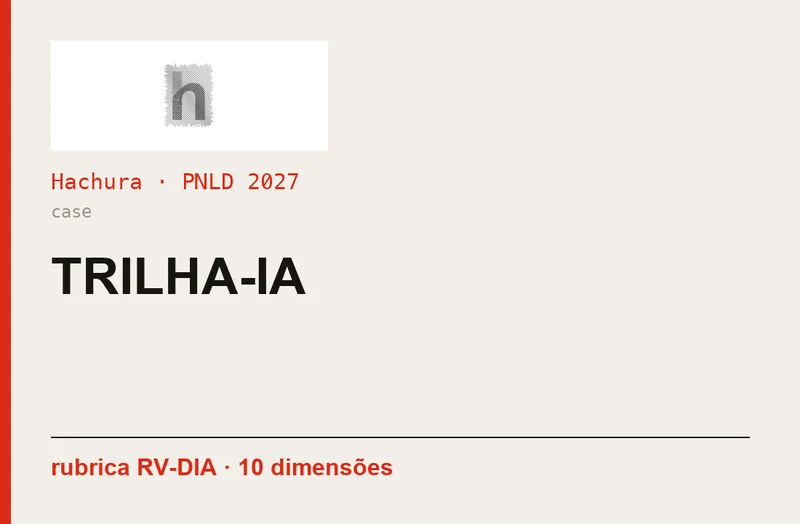 h
Hachura · PNLD 2027
case
TRILHA-IA
rubrica RV-DIA · 10 dimensões